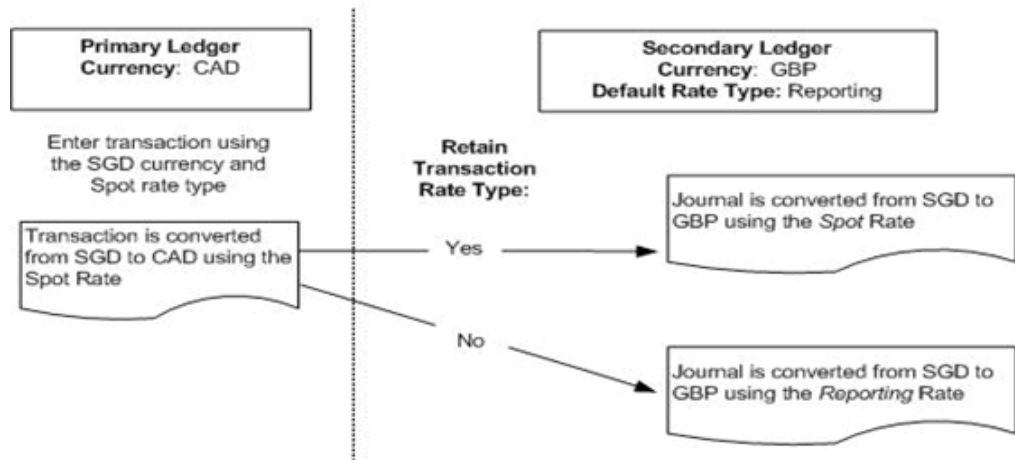 Primary Ledger
Currency: CAD
Secondary Ledger
Currency: GBP
Default Rate Type: Reporting
Enter transaction using
the SGD currency and
Spot rate type
Retain
Transaction
Rate Type:
Transaction is converted
from SGD to CAD using the
Spot Rate
Yes
Journal is converted from SGD to
GBP using the Spot Rate
No
Journal is converted from SGD to
GBP using the Reporting Rate